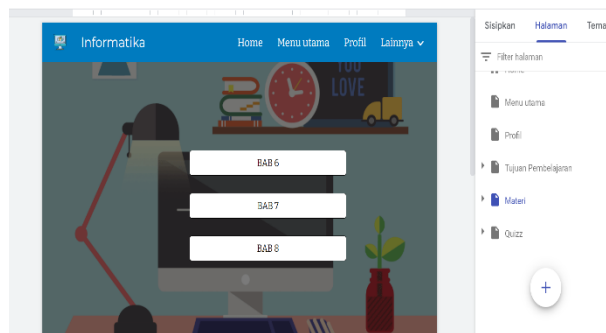 Informatika
Home Menu utama Profil Lainnya
YOU
LOVE
BAB 6
BAB 7
BAB 8
Sisipkan Halaman Tema
Filter halaman
Home
Menu utama
Profil
Tujuan Pembelajaran
Materi
Quizz
+